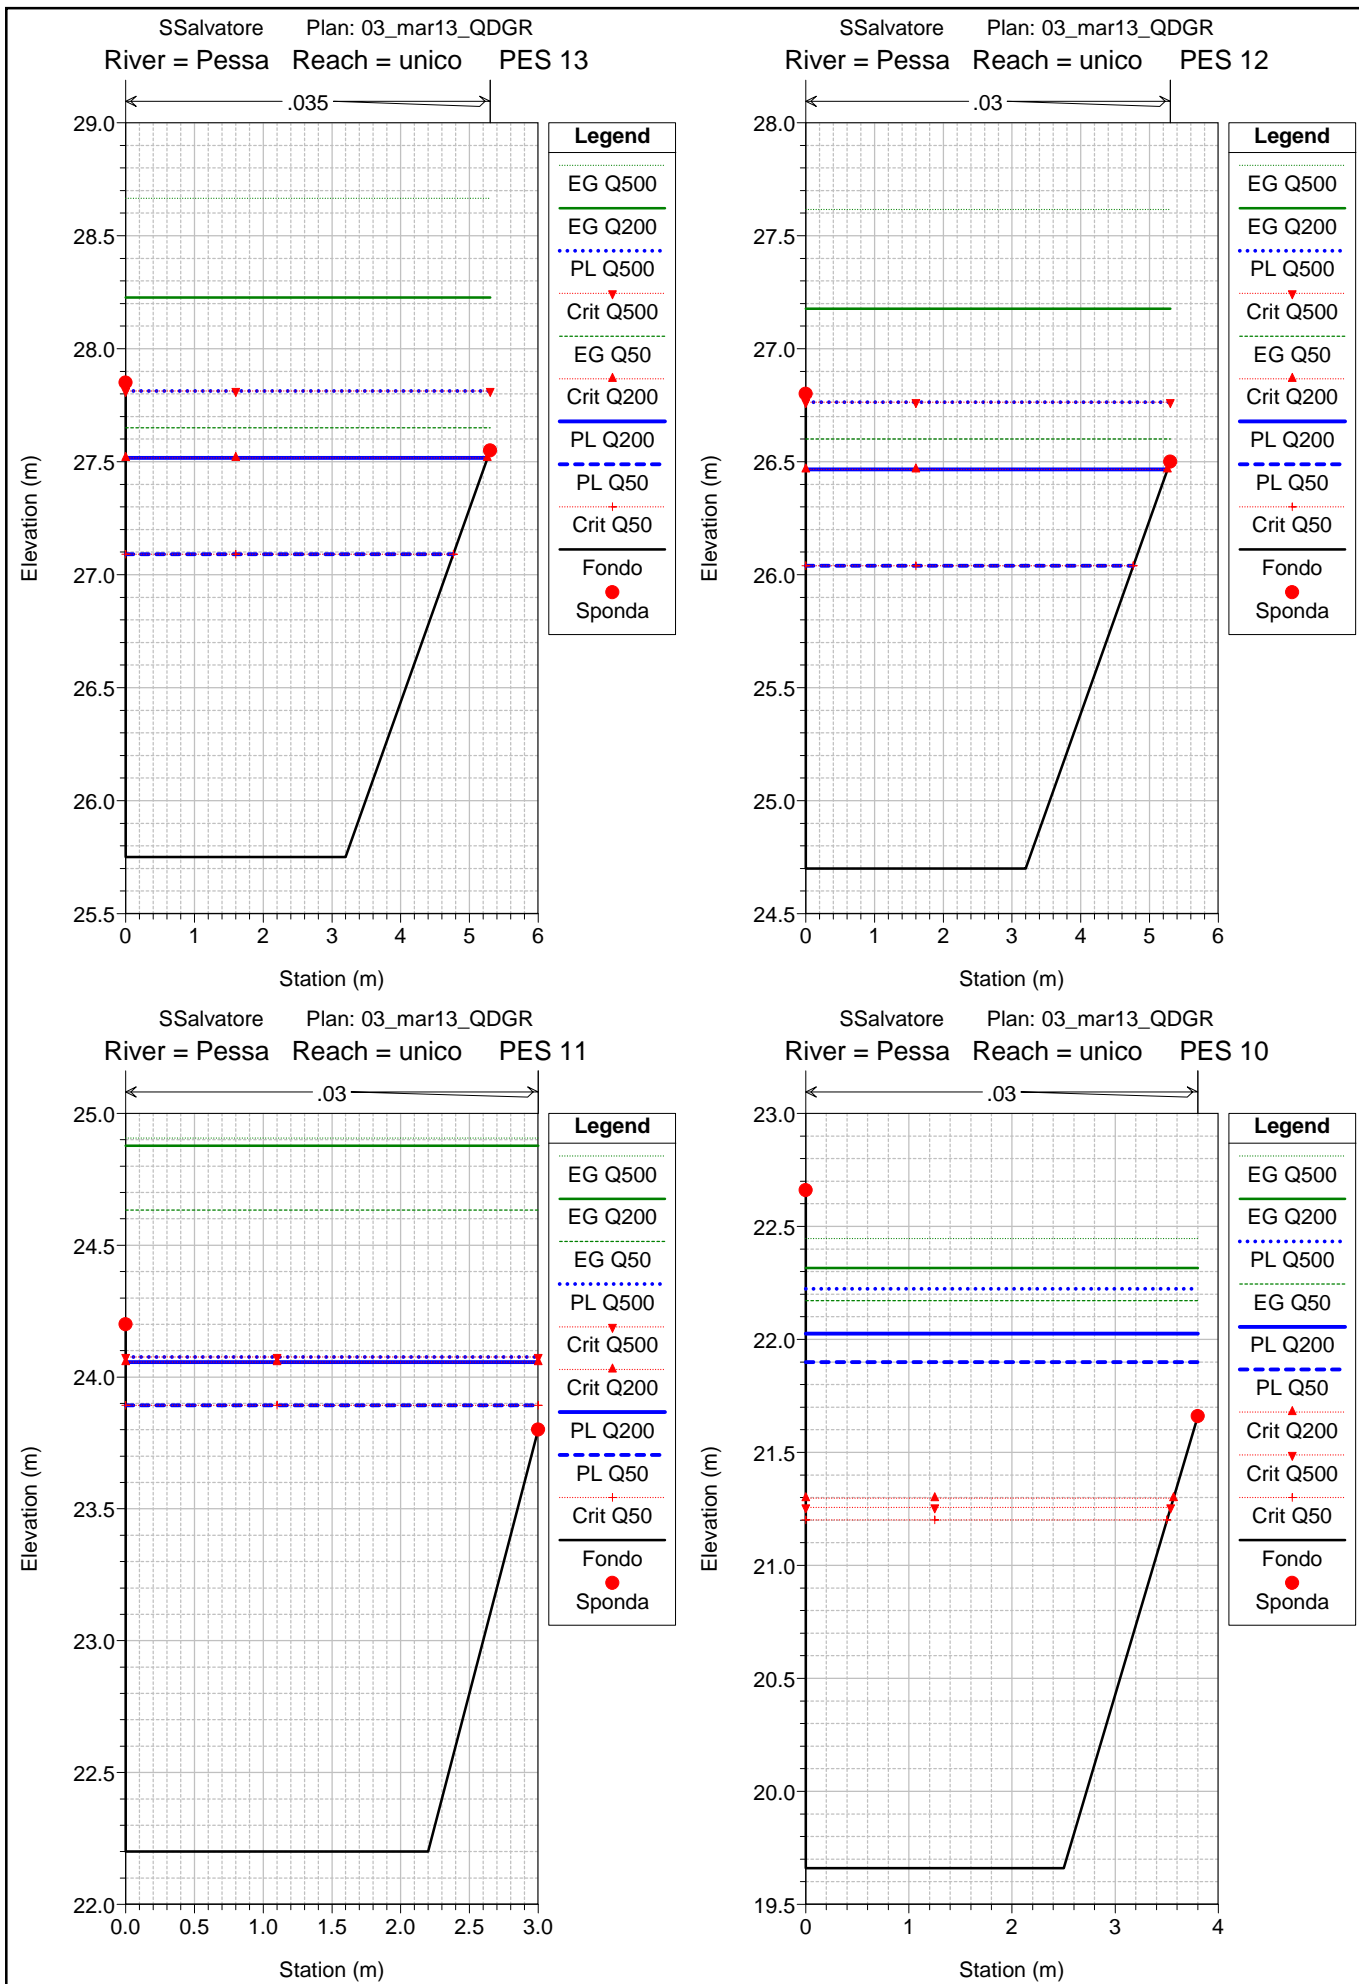 SSalvatore Plan: 03_mar13_QDGR
River = Pessa Reach = unico PES 13
.035
Elevation (m)
29.0
28.5
28.0
27.5
27.0
26.5
26.0
25.5
0 1 2 3 4 5 6
Station (m)
Legend
EG Q500
EG Q200
PL Q500
Crit Q500
EG Q50
Crit Q200
PL Q200
PL Q50
Crit Q50
Fondo
Sponda
SSalvatore Plan: 03_mar13_QDGR
River = Pessa Reach = unico PES 12
.03
Elevation (m)
28.0
27.5
27.0
26.5
26.0
25.5
25.0
24.5
0 1 2 3 4 5 6
Station (m)
Legend
EG Q500
EG Q200
PL Q500
Crit Q500
EG Q50
Crit Q200
PL Q200
PL Q50
Crit Q50
Fondo
Sponda
SSalvatore Plan: 03_mar13_QDGR
River = Pessa Reach = unico PES 11
.03
Elevation (m)
25.0
24.5
24.0
23.5
23.0
22.5
22.0
0.0 0.5 1.0 1.5 2.0 2.5 3.0
Station (m)
Legend
EG Q500
EG Q200
EG Q50
PL Q500
Crit Q500
Crit Q200
PL Q200
PL Q50
Crit Q50
Fondo
Sponda
SSalvatore Plan: 03_mar13_QDGR
River = Pessa Reach = unico PES 10
.03
Elevation (m)
23.0
22.5
22.0
21.5
21.0
20.5
20.0
19.5
0 1 2 3 4
Station (m)
Legend
EG Q500
EG Q200
PL Q500
EG Q50
PL Q200
PL Q50
Crit Q200
Crit Q500
Crit Q50
Fondo
Sponda